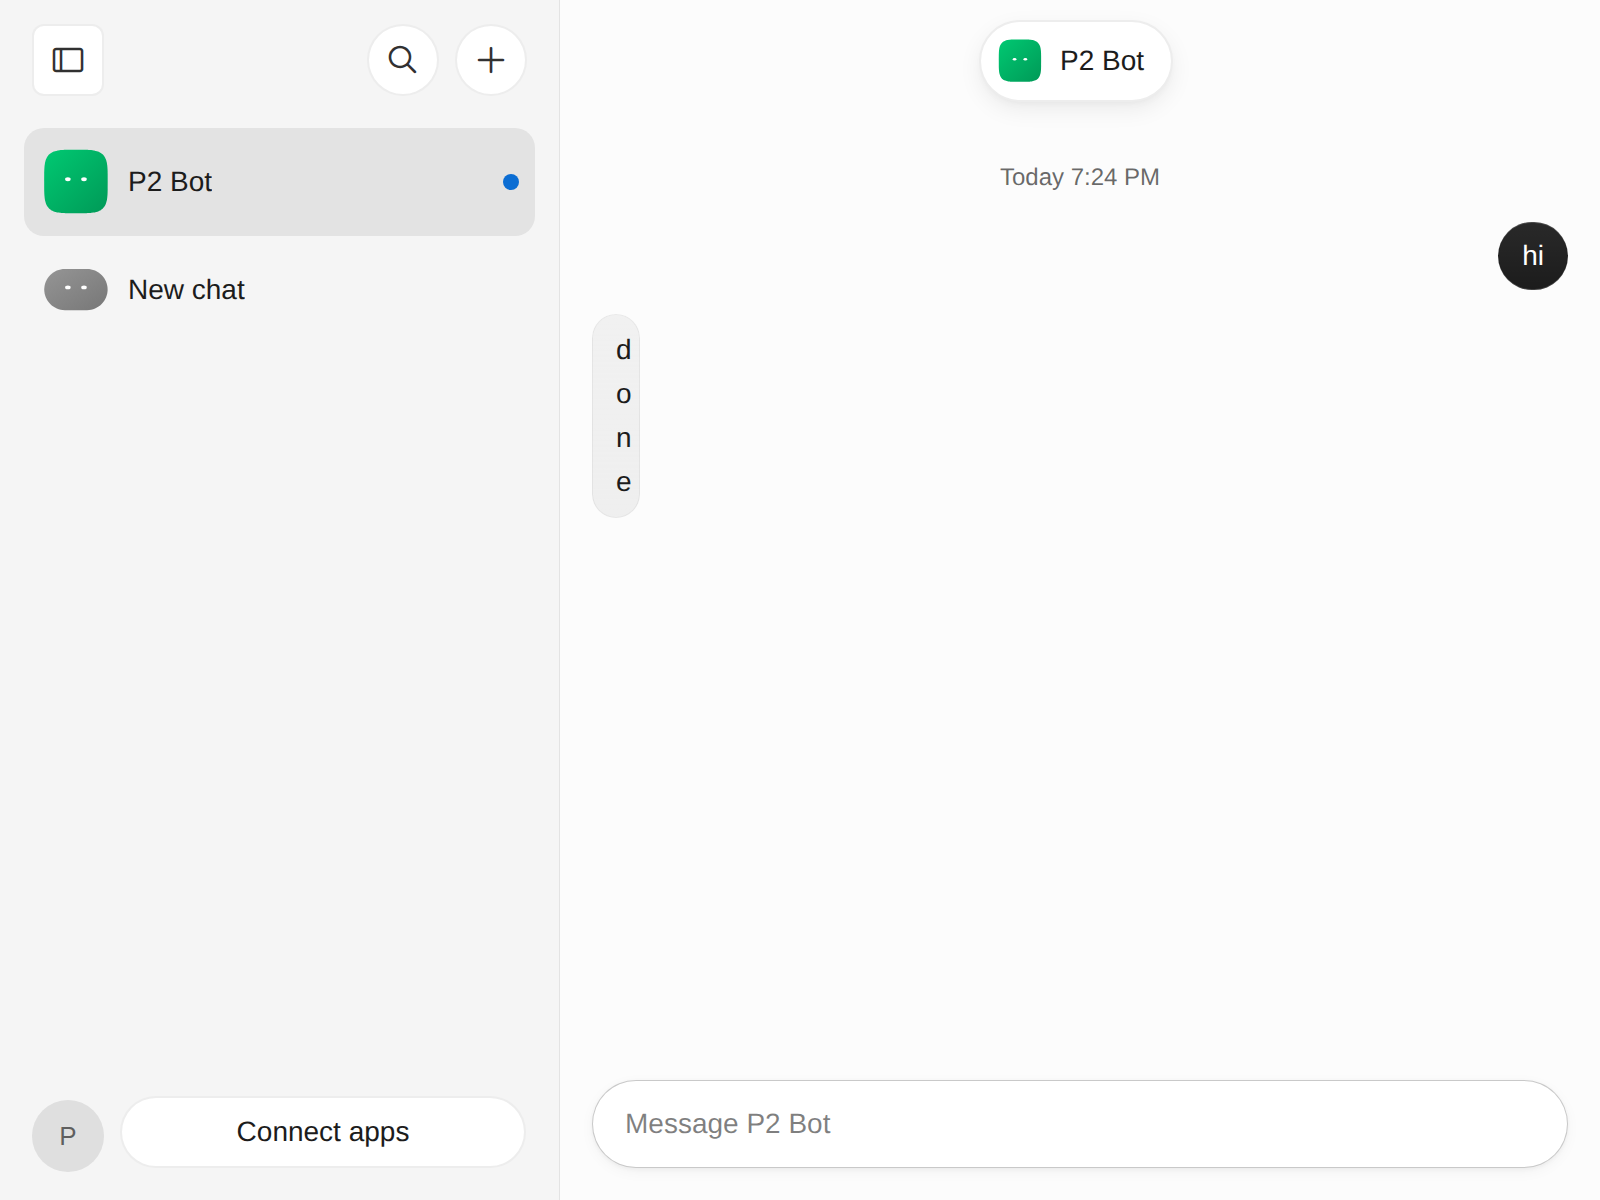 P2 Bot
New chat
P
Connect apps
P2 Bot
Today 7:24 PM
hi
d
o
n
e
Message P2 Bot